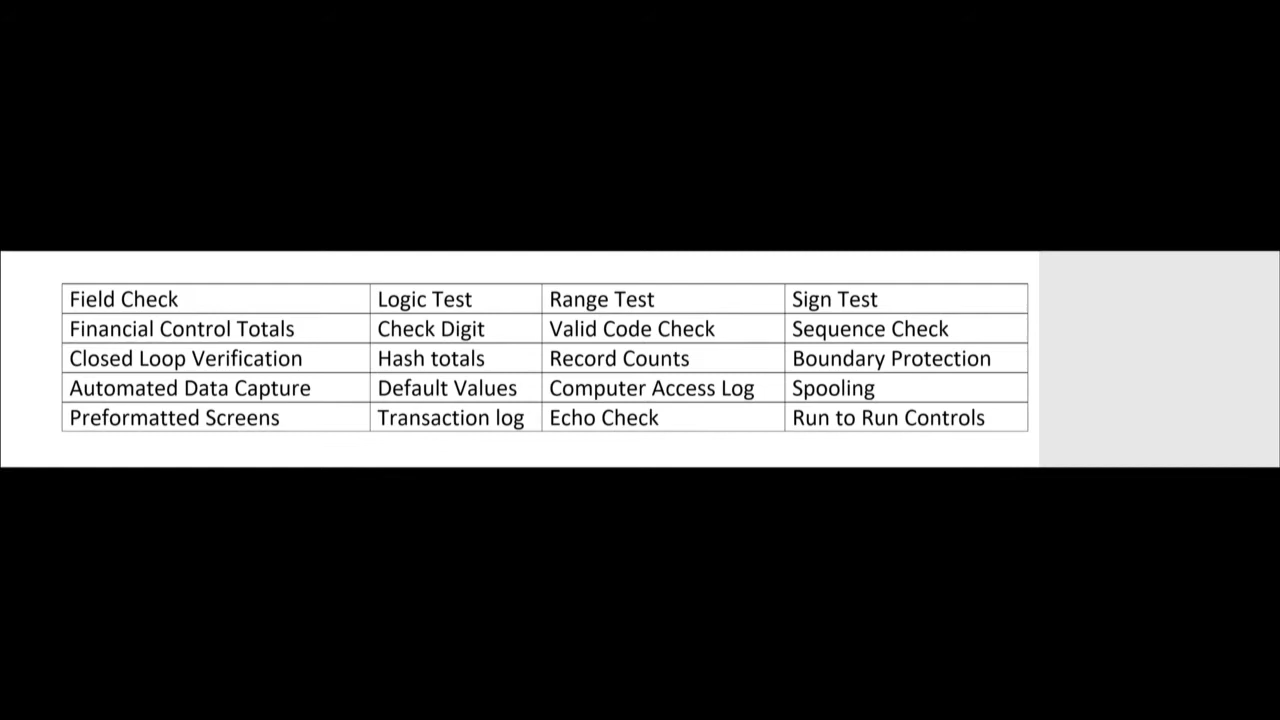 Field Check Logic Test Range Test Sign Test
Financial Control Totals Check Digit Valid Code Check Sequence Check
Closed Loop Verification Hash totals Record Counts Boundary Protection
Automated Data Capture Default Values Computer Access Log Spooling
Preformatted Screens Transaction log Echo Check Run to Run Controls